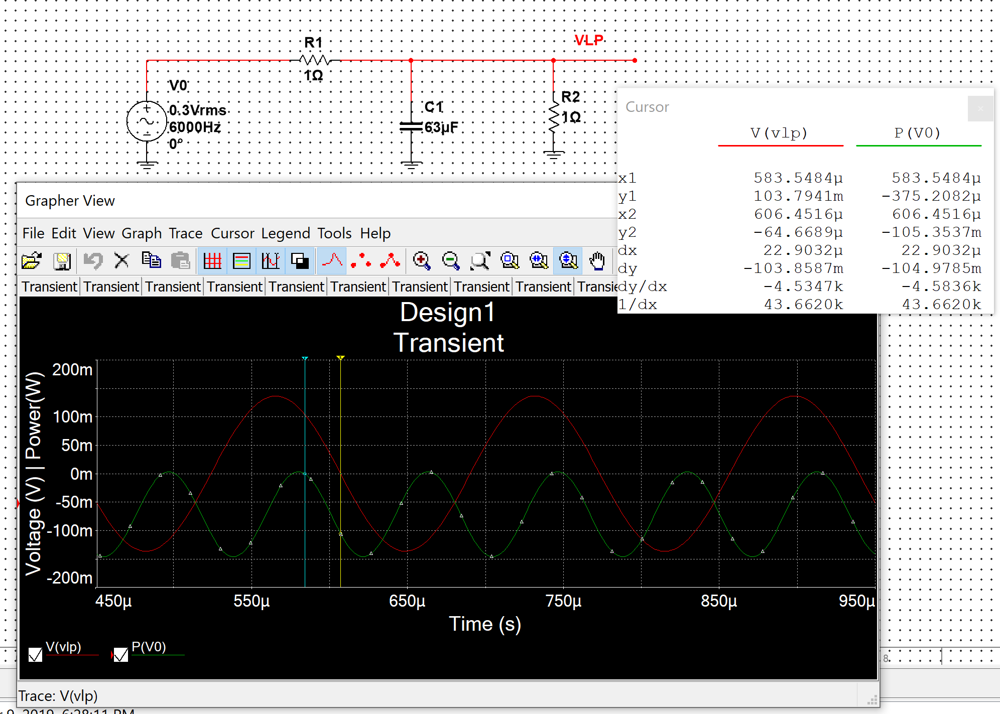 R1
VLP
1Ω
V0
R2
0.3Vrms
C1
1Ω
Cursor
6000Hz
63µF
0°
V(vlp) P(V0)
x1 583.5484µ 583.5484µ
y1 103.7941m -375.2082µ
x2 606.4516µ 606.4516µ
y2 -64.6689µ -105.3537m
dx 22.9032µ 22.9032µ
dy -103.8587m -104.9785m
dy/dx -4.5347k -4.5836k
1/dx 43.6620k 43.6620k
Grapher View
File Edit View Graph Trace Cursor Legend Tools Help
Transient Transient Transient Transient Transient Transient Transient Transient Transient
Design1
Transient
Voltage (V) | Power(W)
200m
100m
50m
0m
-50m
-100m
-200m
450µ 550µ 650µ 750µ 850µ 950µ
Time (s)
V(vlp) P(V0)
8
Trace: V(vlp)
9, 2019, 6:28:11 PM